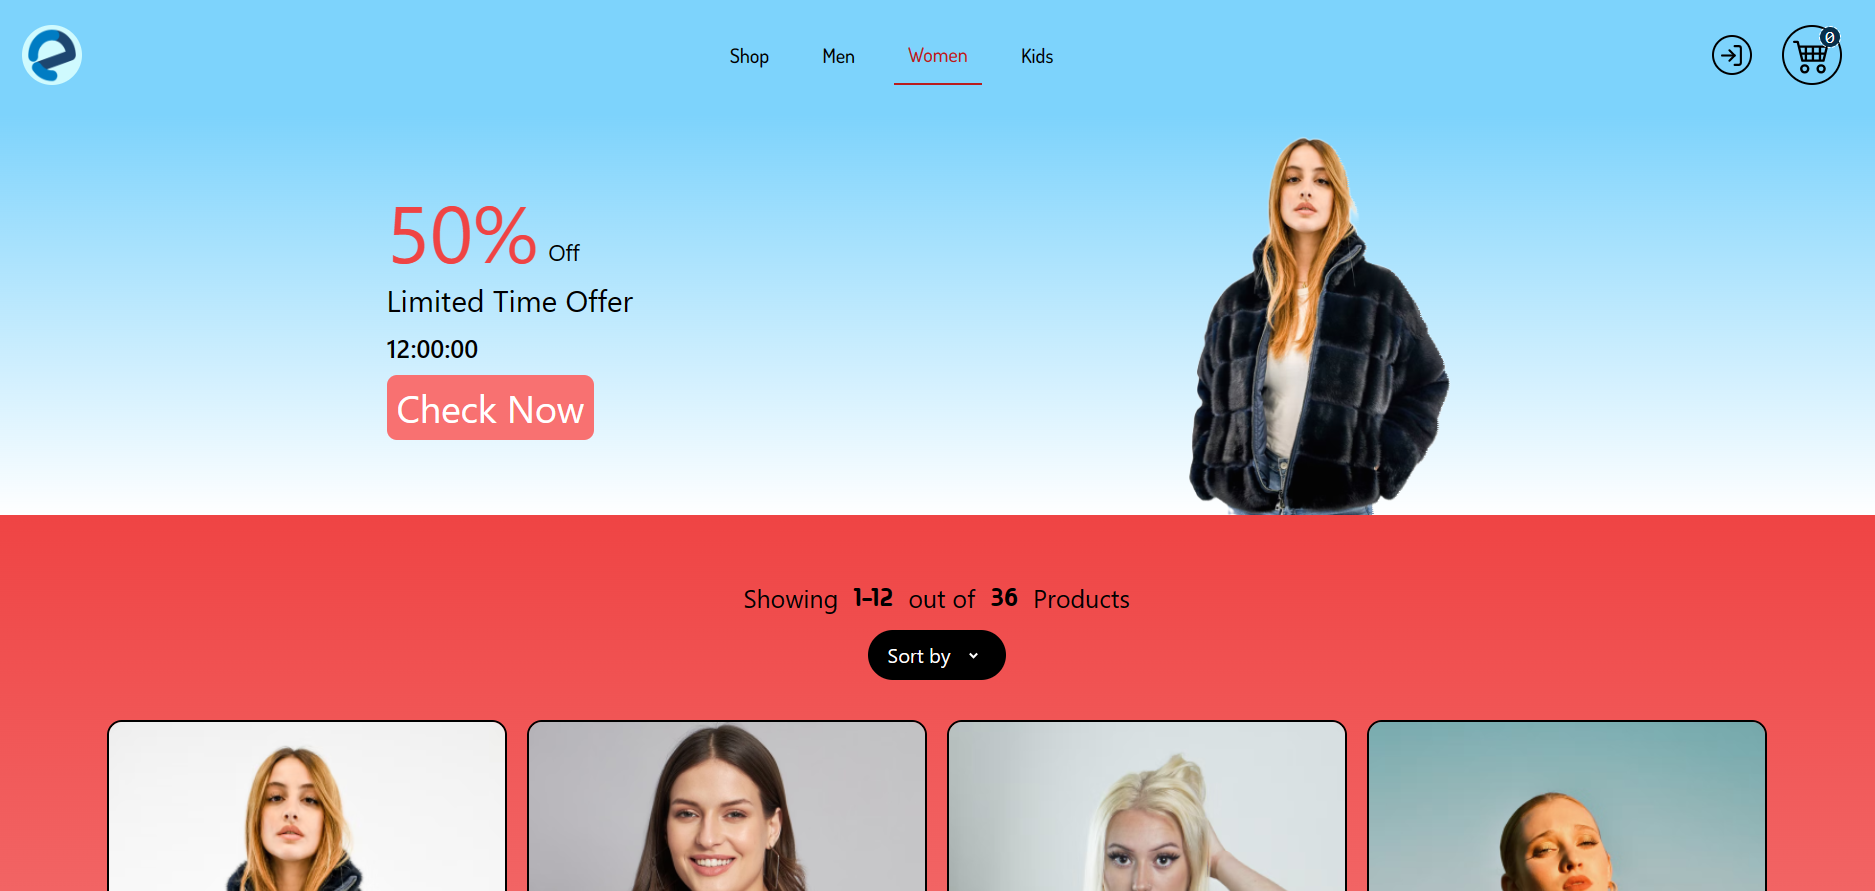 Shop
Men
Women
Kids
0
50% Off
Limited Time Offer
12:00:00
Check Now
Showing 1-12 out of 36 Products
Sort by